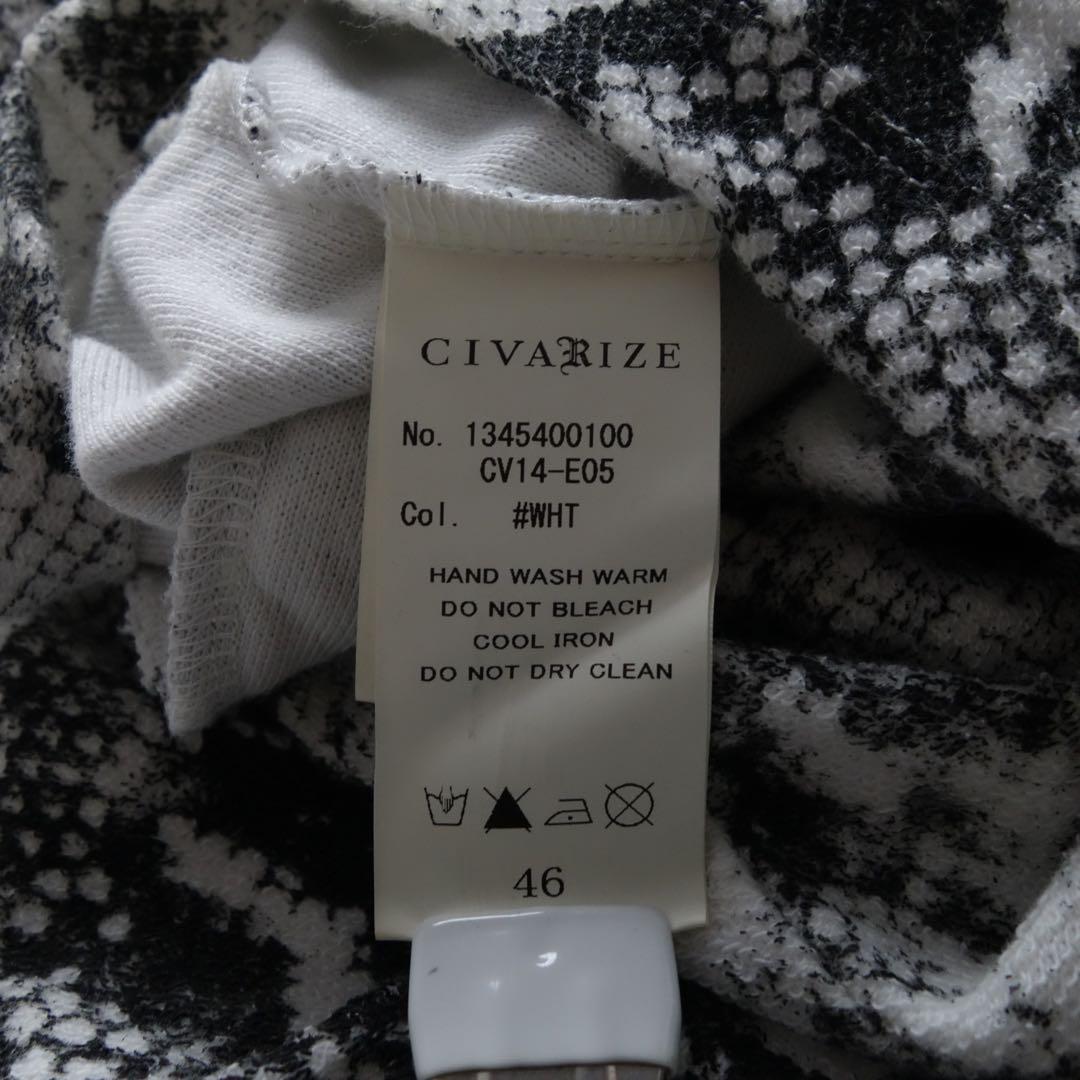 CIVARIZE
No. 1345400100
CV14-E05
Col. #WHT
HAND WASH WARM
DO NOT BLEACH
COOL IRON
DO NOT DRY CLEAN
46